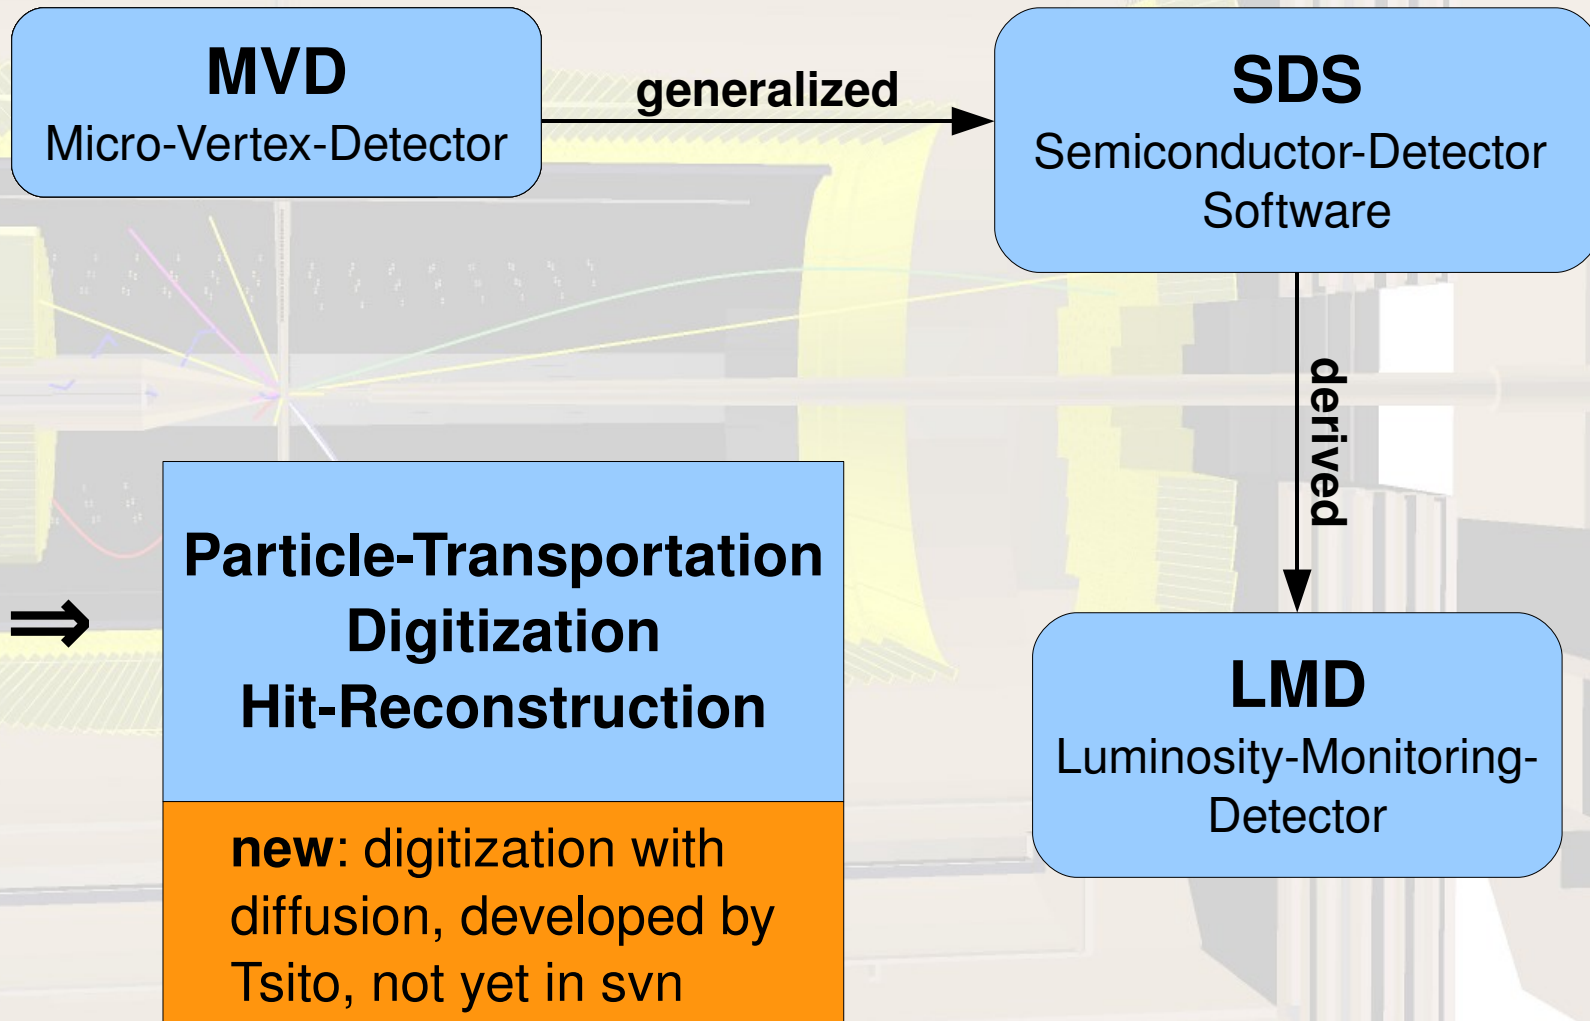 MVD
Micro-Vertex-Detector
generalized
SDS
Semiconductor-Detector
Software
derived
⇒
Particle-Transportation
Digitization
Hit-Reconstruction
new: digitization with
diffusion, developed by
Tsito, not yet in svn
LMD
Luminosity-Monitoring-
Detector